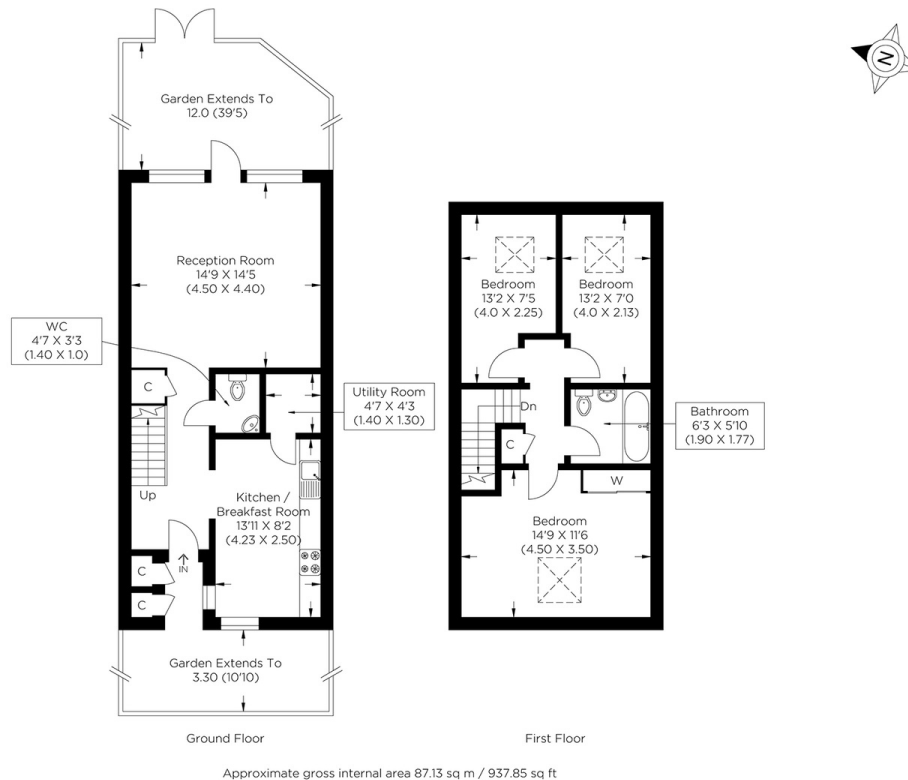 N
Garden Extends To
12.0 (39'5)
Reception Room
14'9 X 14'5
(4.50 X 4.40)
WC
4'7 X 3'3
(1.40 X 1.0)
C
Utility Room
4'7 X 4'3
(1.40 X 1.30)
Up
Kitchen /
Breakfast Room
13'11 X 8'2
(4.23 X 2.50)
C
IN
C
Garden Extends To
3.30 (10'10)
Ground Floor
Bedroom
13'2 X 7'5
(4.0 X 2.25)
Bedroom
13'2 X 7'0
(4.0 X 2.13)
Dn
C
Bathroom
6'3 X 5'10
(1.90 X 1.77)
W
Bedroom
14'9 X 11'6
(4.50 X 3.50)
First Floor
Approximate gross internal area 87.13 sq m / 937.85 sq ft